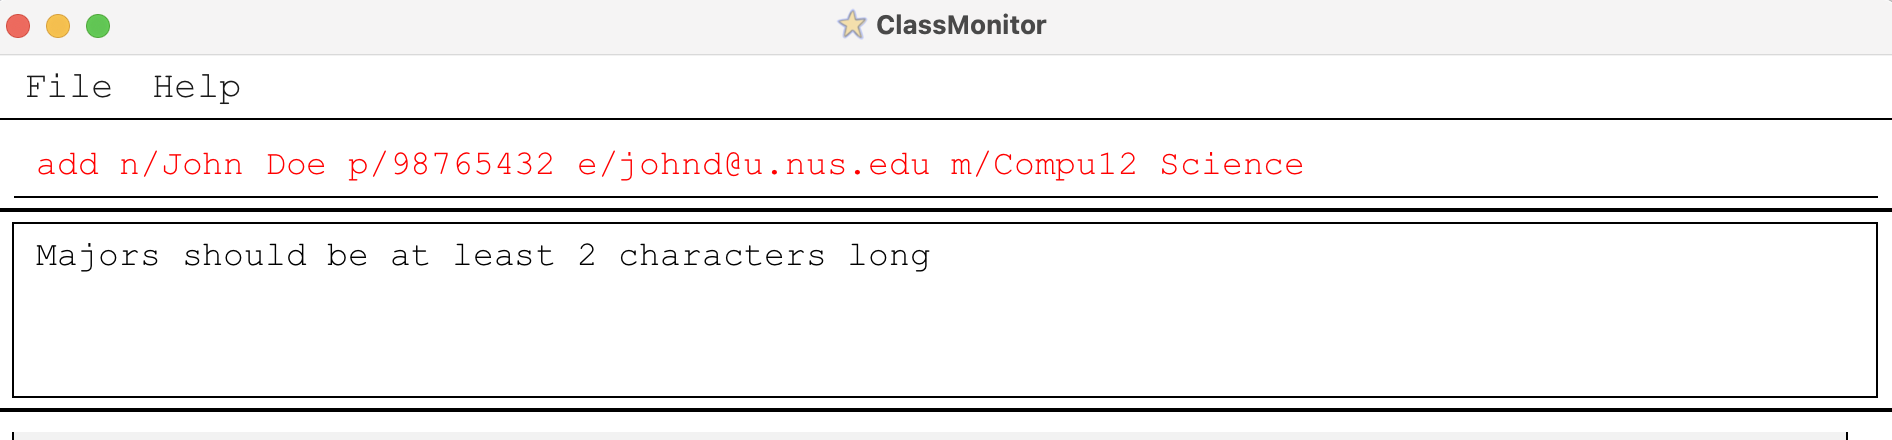 ClassMonitor
File Help
add n/John Doe p/98765432 e/johnd@u.nus.edu m/Compu12 Science
Majors should be at least 2 characters long